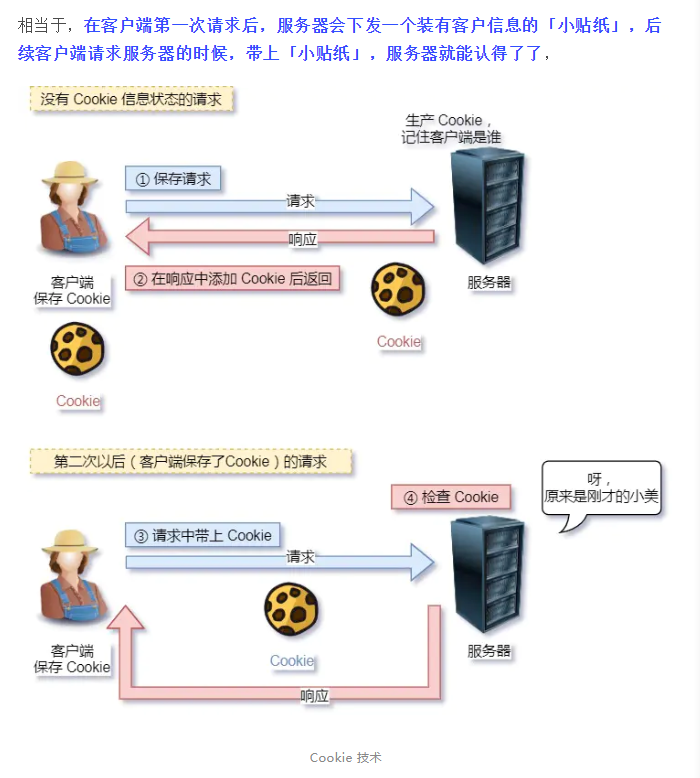 相当于，在客户端第一次请求后，服务器会下发一个装有客户信息的「小贴纸」，后
续客户端请求服务器的时候，带上「小贴纸」，服务器就能认得了了，
没有 Cookie 信息状态的请求
生产 Cookie，
记住客户端是谁
① 保存请求
请求
响应
② 在响应中添加 Cookie 后返回
客户端
保存 Cookie
服务器
Cookie
Cookie
第二次以后（客户端保存了Cookie）的请求
④ 检查 Cookie
呀，
原来是刚才的小美
③ 请求中带上 Cookie
请求
客户端
保存 Cookie
Cookie
服务器
响应
Cookie 技术